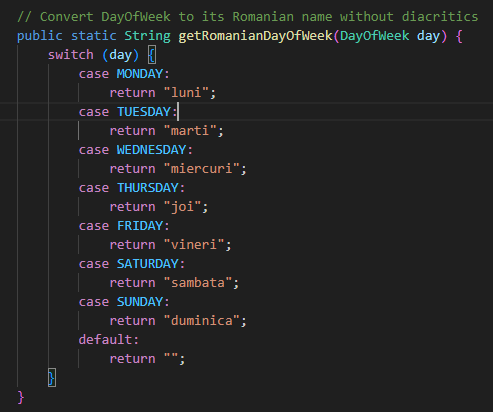 // Convert DayOfWeek to its Romanian name without diacritics
public static String getRomanianDayOfWeek(DayOfWeek day) {
    switch (day) {
        case MONDAY:
            return "luni";
        case TUESDAY:
            return "marti";
        case WEDNESDAY:
            return "miercuri";
        case THURSDAY:
            return "joi";
        case FRIDAY:
            return "vineri";
        case SATURDAY:
            return "sambata";
        case SUNDAY:
            return "duminica";
        default:
            return "";
    }
}